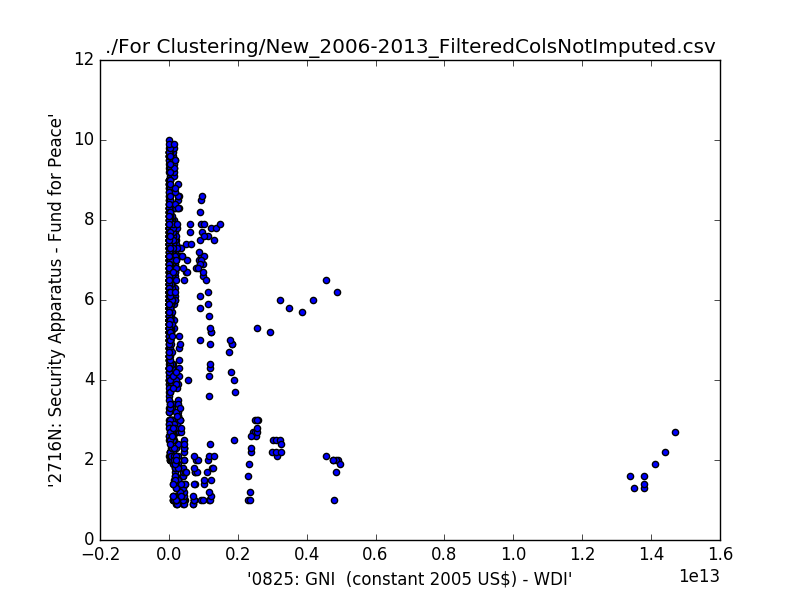 ./For Clustering/New_2006-2013_FilteredColsNotImputed.csv
12
10
8
6
4
2
0
'2716N: Security Apparatus - Fund for Peace'
−0.2 0.0 0.2 0.4 0.6 0.8 1.0 1.2 1.4 1.6
1e13
'0825: GNI  (constant 2005 US$) - WDI'